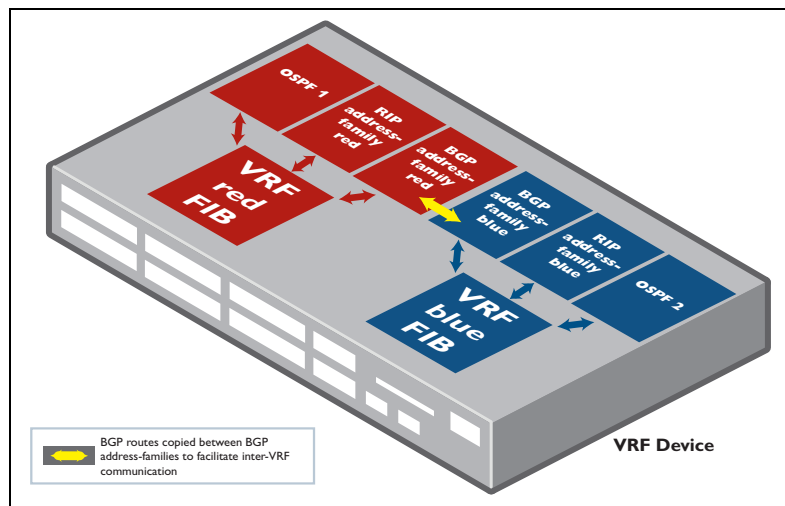 OSPF 1
RIP
address-
family
red
BGP
address-
family
red
VRF
red
FIB
BGP
address-
family
blue
RIP
address-
family
blue
OSPF 2
VRF
blue
FIB
VRF Device
BGP routes copied between BGP
address-families to facilitate inter-VRF
communication